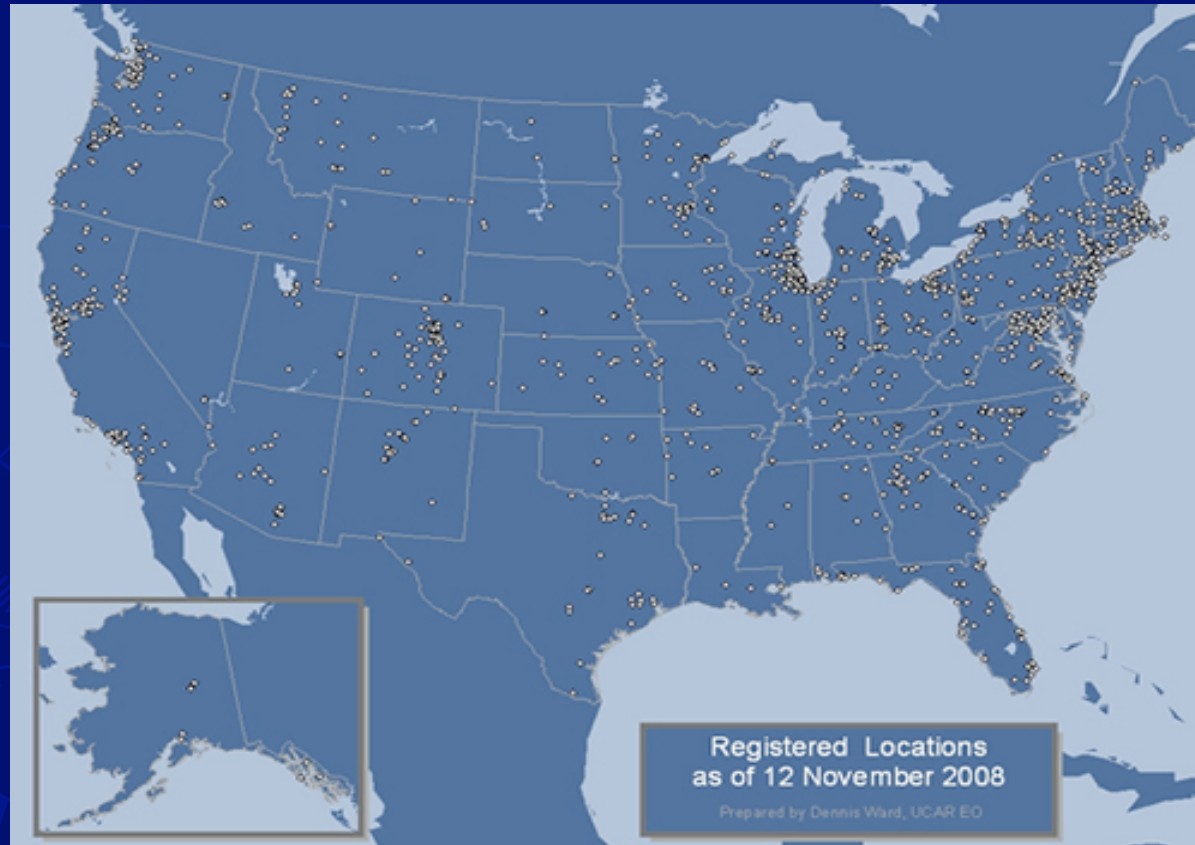 Registered Locations
as of 12 November 2008
Prepared by Dennis Ward, UCAR EO